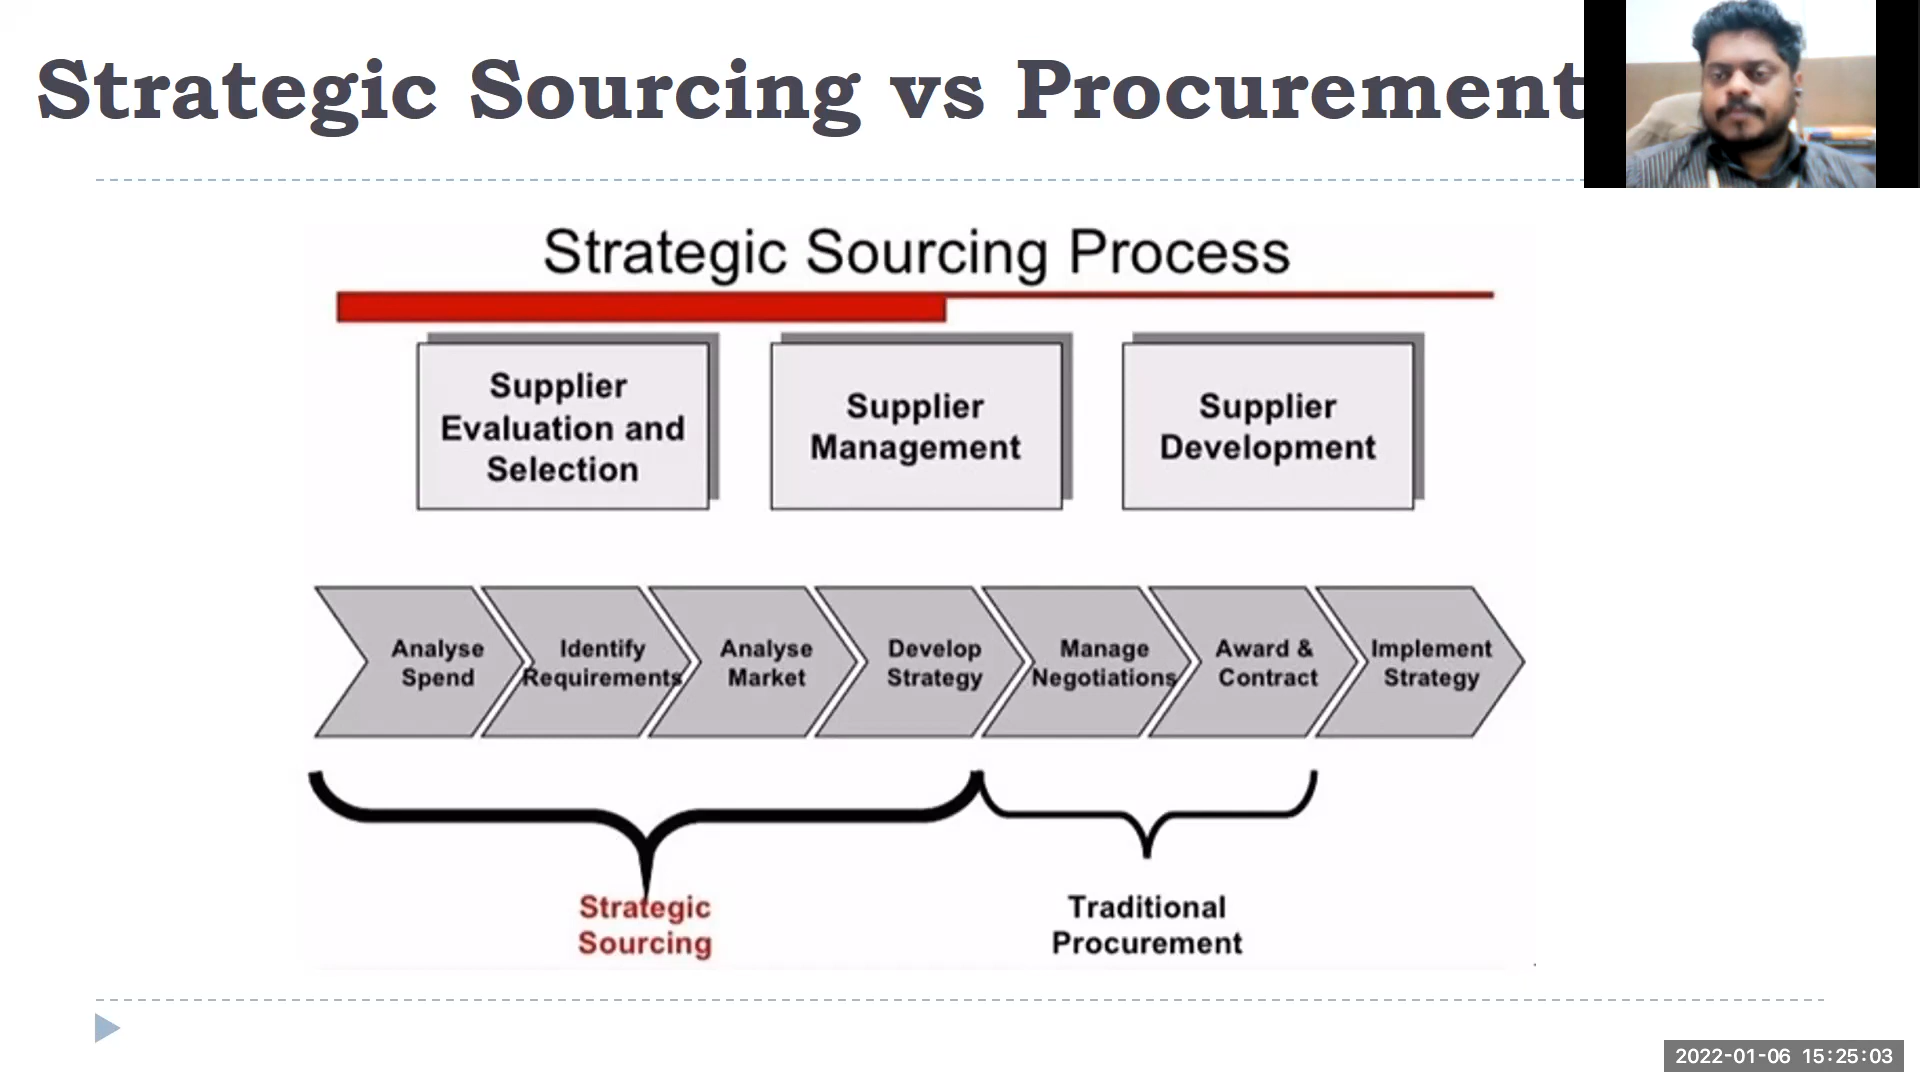 Strategic Sourcing vs Procurement
Strategic Sourcing Process
Supplier
Evaluation and
Selection
Supplier
Management
Supplier
Development
Analyse
Spend
Identify
Requirements
Analyse
Market
Develop
Strategy
Manage
Negotiations
Award &
Contract
Implement
Strategy
Strategic
Sourcing
Traditional
Procurement
2022-01-06 15:25:03